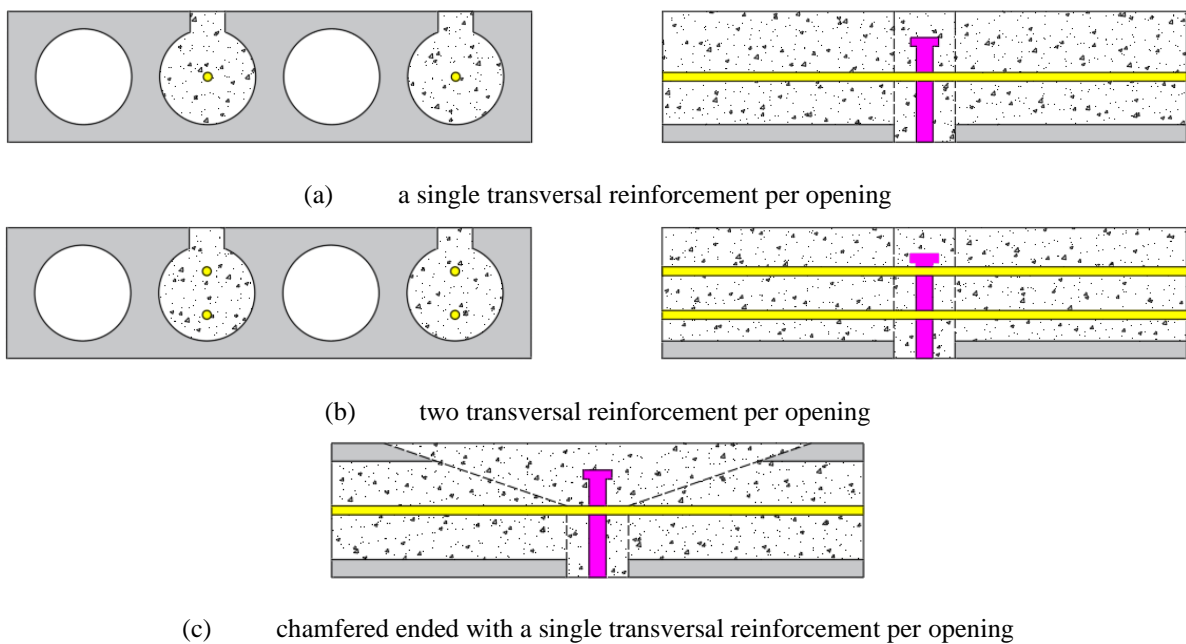 (a) a single transversal reinforcement per opening
(b) two transversal reinforcement per opening
(c) chamfered ended with a single transversal reinforcement per opening